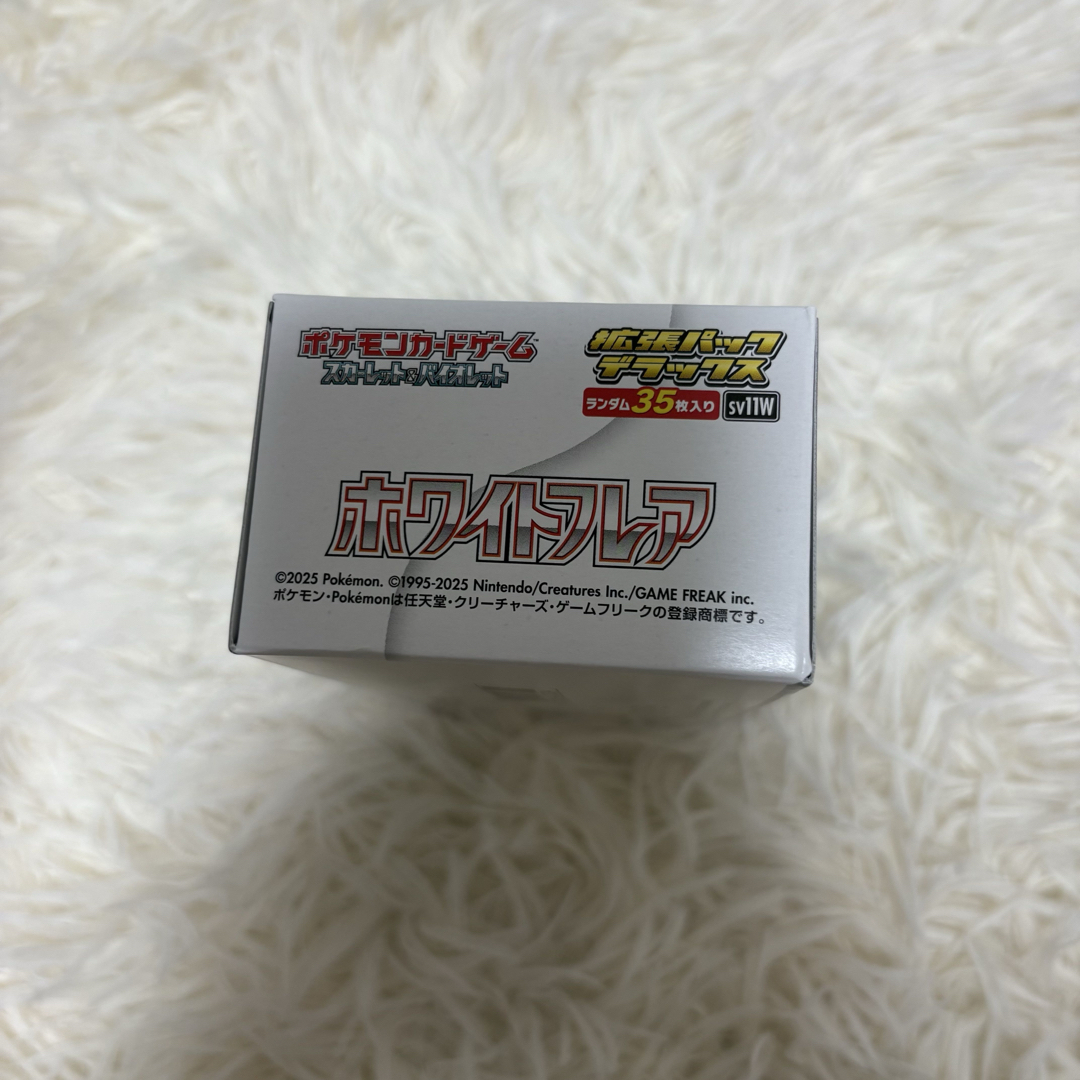 ポケモンカードゲーム
スカーレット&バイオレット
拡張パック
デラックス
ランダム35枚入り
sv11W
ホワイトフレア
©2025 Pokémon. ©1995-2025 Nintendo/Creatures Inc./GAME FREAK inc.
ポケモン・Pokémonは任天堂・クリーチャーズ・ゲームフリークの登録商標です。